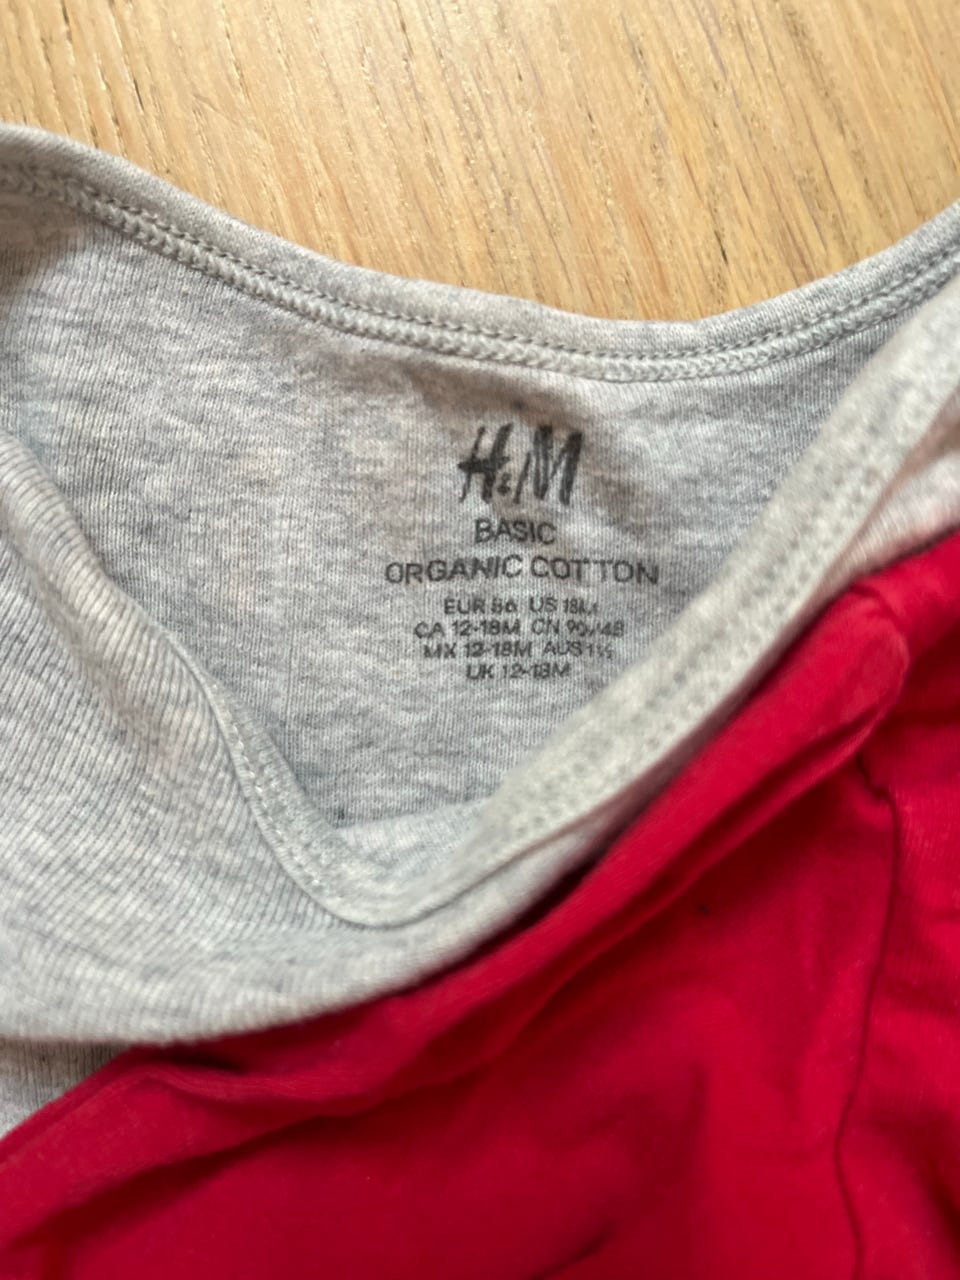 H&M
BASIC
ORGANIC COTTON
EUR 86 US 18M
CA 12-18M CN 90/48
MX 12-18M AUS 1½
UK 12-18M